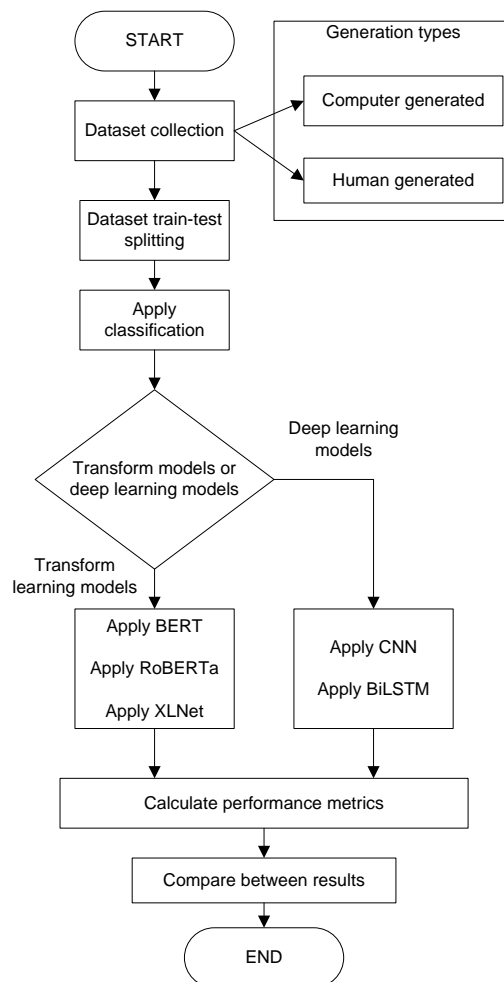 START
Generation types
Computer generated
Dataset collection
Human generated
Dataset train-test
splitting
Apply
classification
Deep learning
models
Transform models or
deep learning models
Transform
learning models
Apply BERT
Apply RoBERTa
Apply XLNet
Apply CNN
Apply BiLSTM
Calculate performance metrics
Compare between results
END